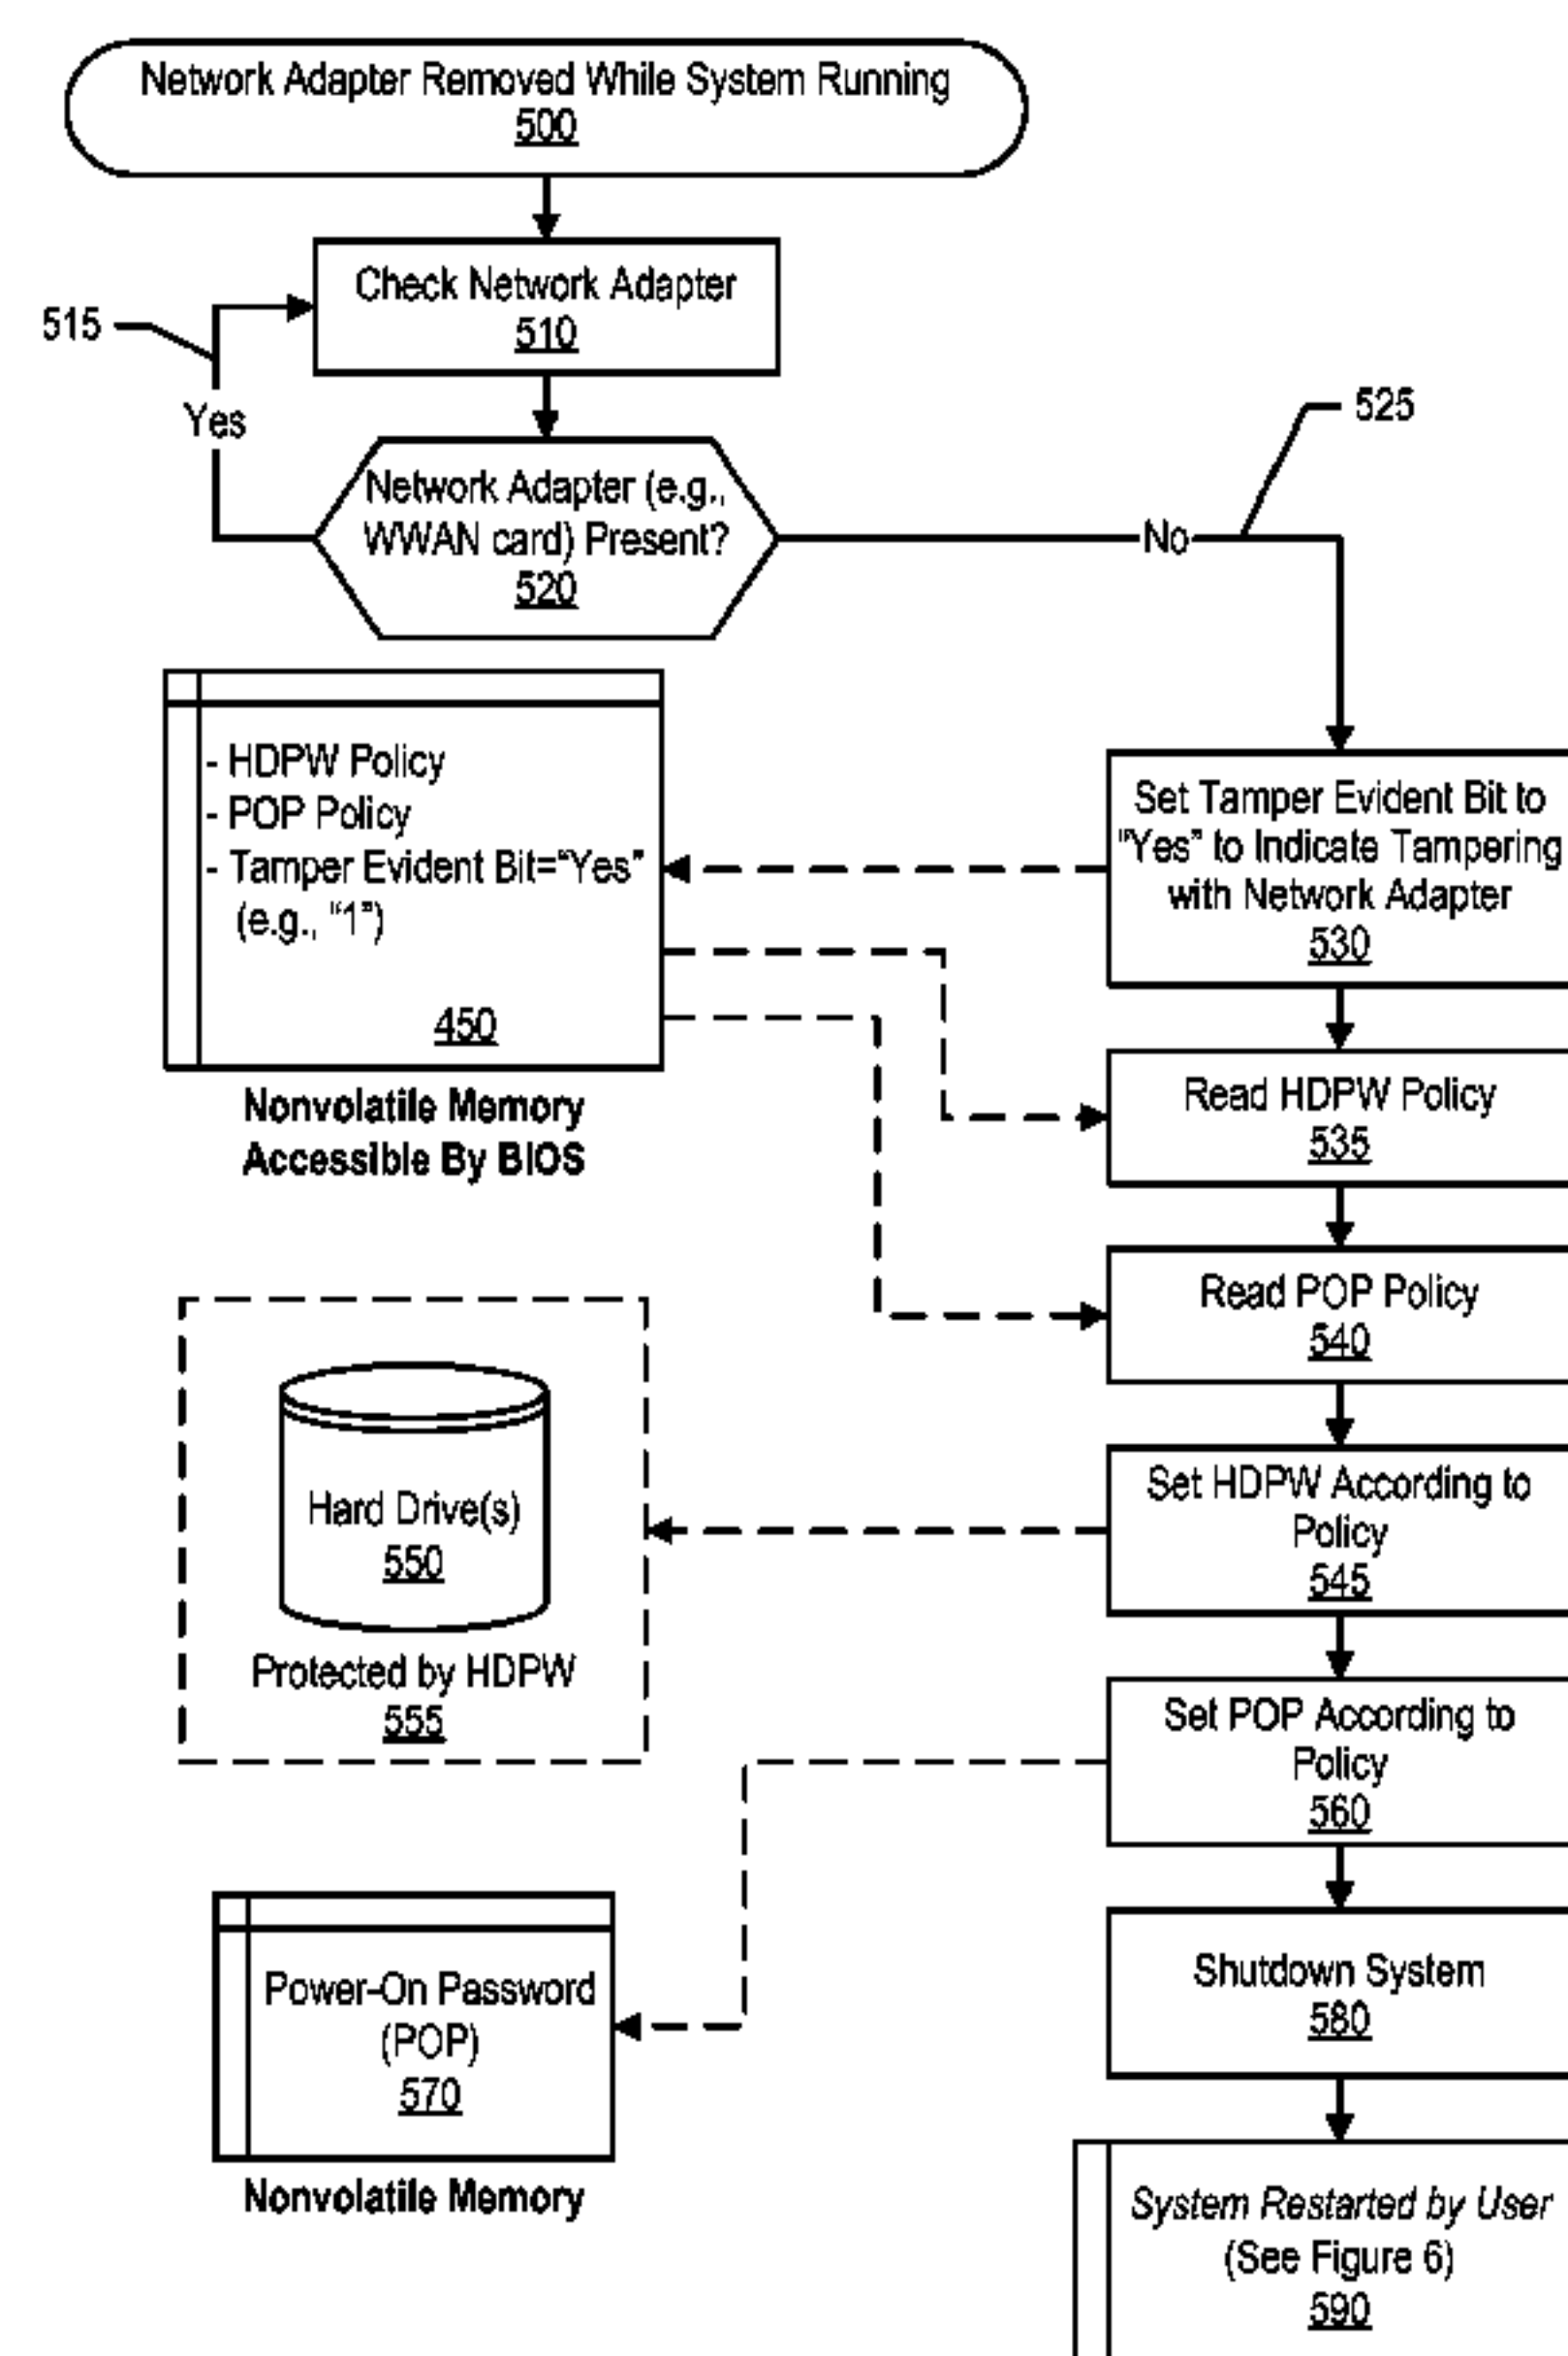 Network Adapter Removed While System Running
500
Check Network Adapter
510
515
Yes
525
Network Adapter (e.g.,
WWAN card) Present?
520
No
- HDPW Policy
- POP Policy
- Tamper Evident Bit=“Yes”
(e.g., “1”)
450
Nonvolatile Memory
Accessible By BIOS
Set Tamper Evident Bit to
“Yes” to Indicate Tampering
with Network Adapter
530
Read HDPW Policy
535
Read POP Policy
540
Set HDPW According to
Policy
545
Hard Drive(s)
550
Protected by HDPW
555
Set POP According to
Policy
560
Power-On Password
(POP)
570
Nonvolatile Memory
Shutdown System
580
System Restarted by User
(See Figure 6)
590